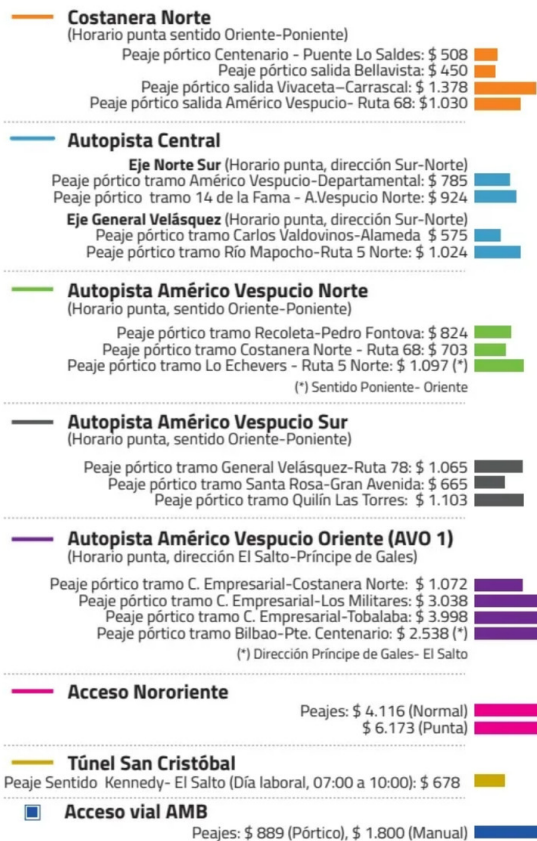 Costanera Norte
(Horario punta sentido Oriente-Poniente)
Peaje pórtico Centenario - Puente Lo Saldes: $ 508
Peaje pórtico salida Bellavista: $ 450
Peaje pórtico salida Vivaceta–Carrascal: $ 1.378
Peaje pórtico salida Américo Vespucio- Ruta 68: $1.030
Autopista Central
Eje Norte Sur (Horario punta, dirección Sur-Norte)
Peaje pórtico tramo Américo Vespucio-Departamental: $ 785
Peaje pórtico tramo 14 de la Fama - A.Vespucio Norte: $ 924
Eje General Velásquez (Horario punta, dirección Sur-Norte)
Peaje pórtico tramo Carlos Valdovinos-Alameda $ 575
Peaje pórtico tramo Río Mapocho-Ruta 5 Norte: $ 1.024
Autopista Américo Vespucio Norte
(Horario punta, sentido Oriente-Poniente)
Peaje pórtico tramo Recoleta-Pedro Fontova: $ 824
Peaje pórtico tramo Costanera Norte - Ruta 68: $ 703
Peaje pórtico tramo Lo Echevers - Ruta 5 Norte: $ 1.097 (*)
(*) Sentido Poniente- Oriente
Autopista Américo Vespucio Sur
(Horario punta, sentido Oriente-Poniente)
Peaje pórtico tramo General Velásquez-Ruta 78: $ 1.065
Peaje pórtico tramo Santa Rosa-Gran Avenida: $ 665
Peaje pórtico tramo Quilín Las Torres: $ 1.103
Autopista Américo Vespucio Oriente (AVO 1)
(Horario punta, dirección El Salto-Príncipe de Gales)
Peaje pórtico tramo C. Empresarial-Costanera Norte: $ 1.072
Peaje pórtico tramo C. Empresarial-Los Militares: $ 3.038
Peaje pórtico tramo C. Empresarial-Tobalaba: $ 3.998
Peaje pórtico tramo Bilbao-Pte. Centenario: $ 2.538 (*)
(*) Dirección Príncipe de Gales- El Salto
Acceso Nororiente
Peajes: $ 4.116 (Normal)
$ 6.173 (Punta)
Túnel San Cristóbal
Peaje Sentido Kennedy- El Salto (Día laboral, 07:00 a 10:00): $ 678
Acceso vial AMB
Peajes: $ 889 (Pórtico), $ 1.800 (Manual)